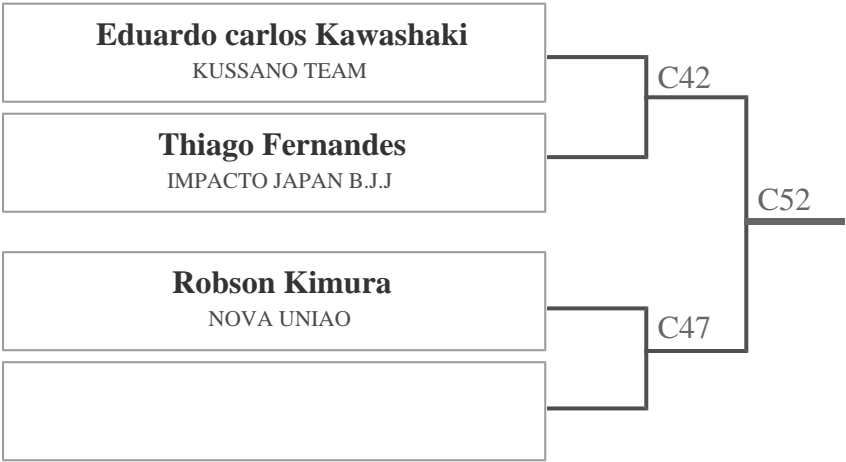 Eduardo carlos Kawashaki
KUSSANO TEAM
C42
Thiago Fernandes
IMPACTO JAPAN B.J.J
C52
Robson Kimura
NOVA UNIAO
C47